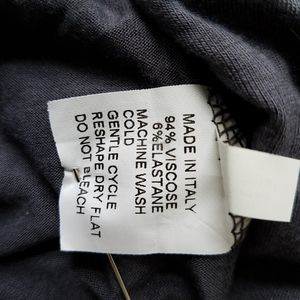 MADE IN ITALY
94% VISCOSE
6%ELASTANE
MACHINE WASH
COLD
GENTLE CYCLE
RESHAPE DRY FLAT
DO NOT BLEACH